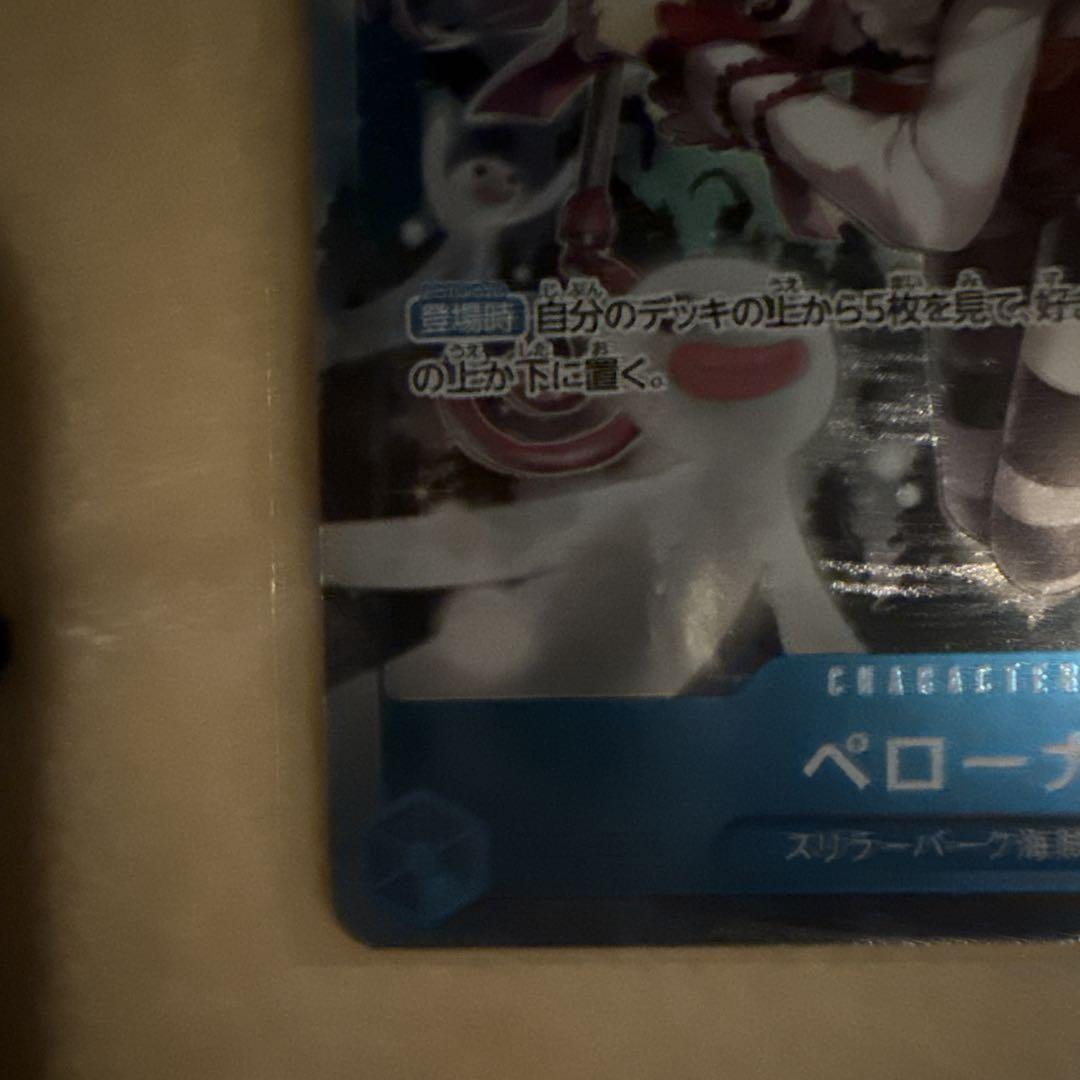 登場時 自分のデッキの上から5枚を見て、好
の上か下に置く。
CHARACTER
ペローナ
スリラーバーク海賊